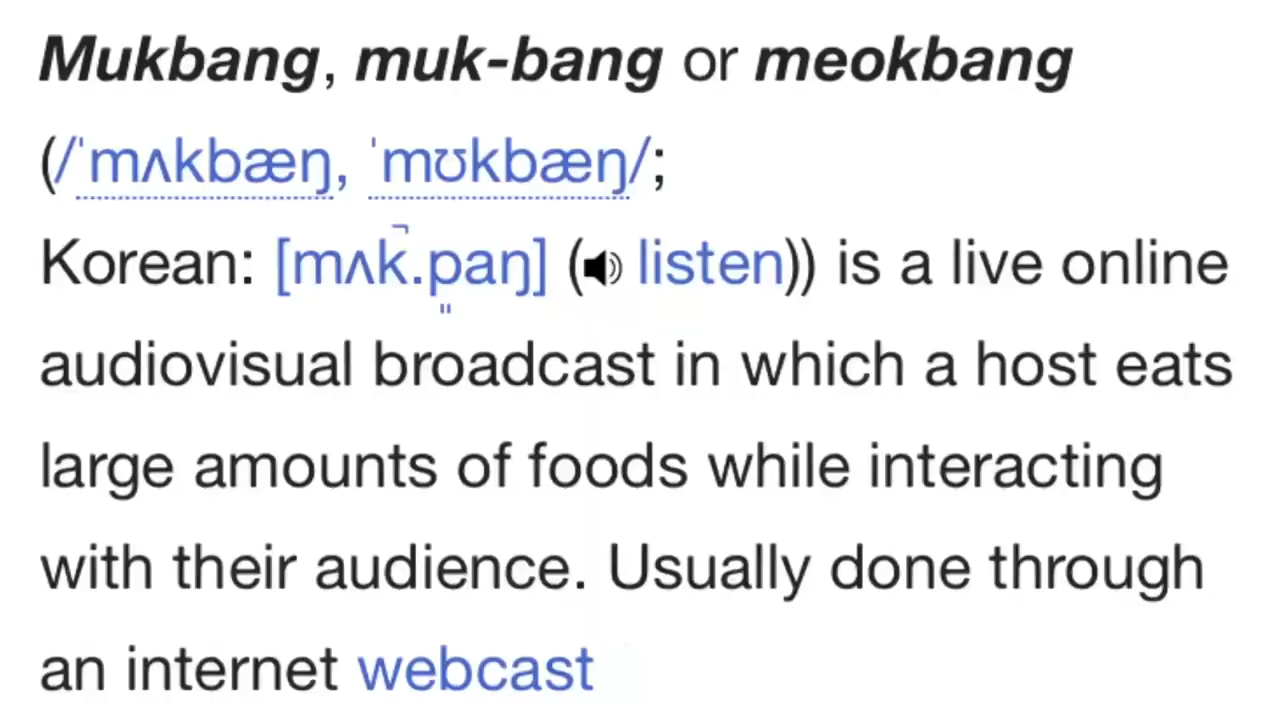 Mukbang, muk-bang or meokbang
(/ˈmʌkbæŋ, ˈmʊkbæŋ/;
Korean: [mʌk̚.p͈aŋ] (🔊 listen)) is a live online
audiovisual broadcast in which a host eats
large amounts of foods while interacting
with their audience. Usually done through
an internet webcast